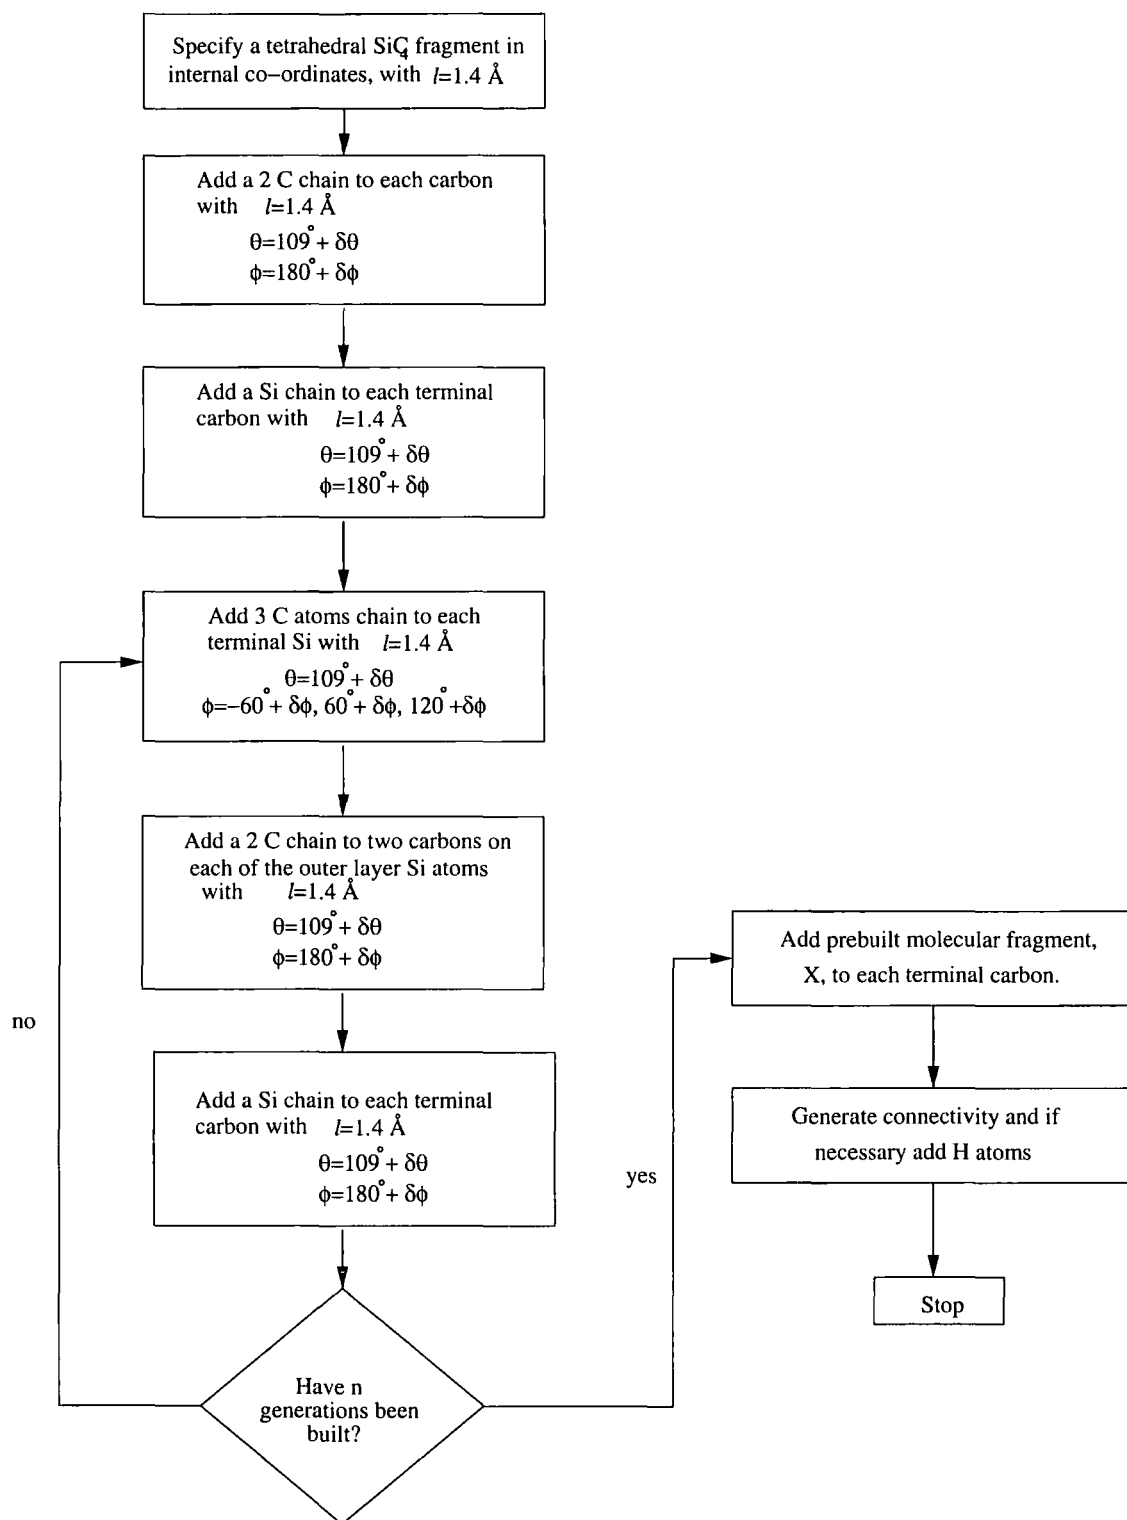 Specify a tetrahedral SiC4 fragment in
internal co-ordinates, with l=1.4 Å
Add a 2 C chain to each carbon
with l=1.4 Å
θ=109°+ δθ
ϕ=180°+ δϕ
Add a Si chain to each terminal
carbon with l=1.4 Å
θ=109°+ δθ
ϕ=180°+ δϕ
Add 3 C atoms chain to each
terminal Si with l=1.4 Å
θ=109°+ δθ
ϕ=-60°+ δϕ, 60°+ δϕ, 120°+δϕ
Add a 2 C chain to two carbons on
each of the outer layer Si atoms
with l=1.4 Å
θ=109°+ δθ
ϕ=180°+ δϕ
no
Add a Si chain to each terminal
carbon with l=1.4 Å
θ=109°+ δθ
ϕ=180°+ δϕ
Have n
generations been
built?
yes
Add prebuilt molecular fragment,
X, to each terminal carbon.
Generate connectivity and if
necessary add H atoms
Stop